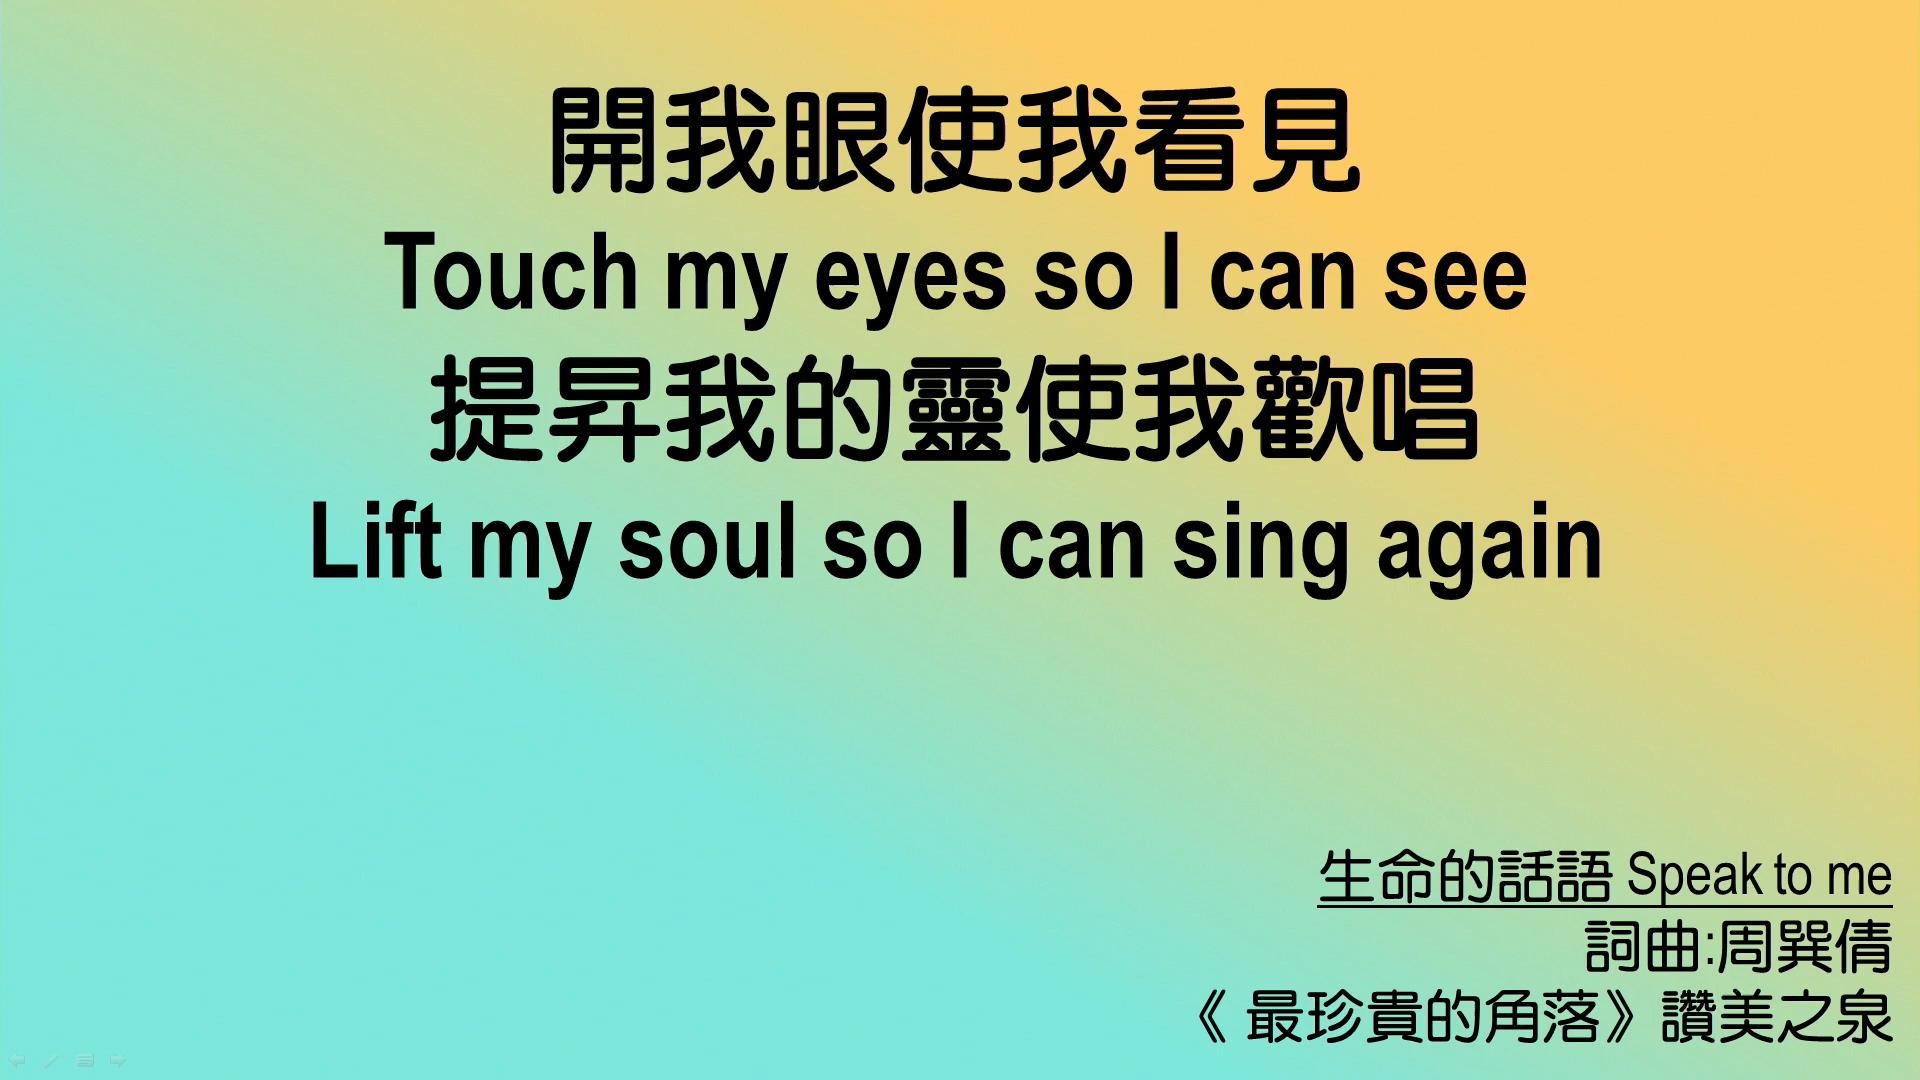 開我眼使我看見
Touch my eyes so I can see
提昇我的靈使我歡唱
Lift my soul so I can sing again
生命的話語 Speak to me
詞曲:周巽倩
《 最珍貴的角落》讚美之泉